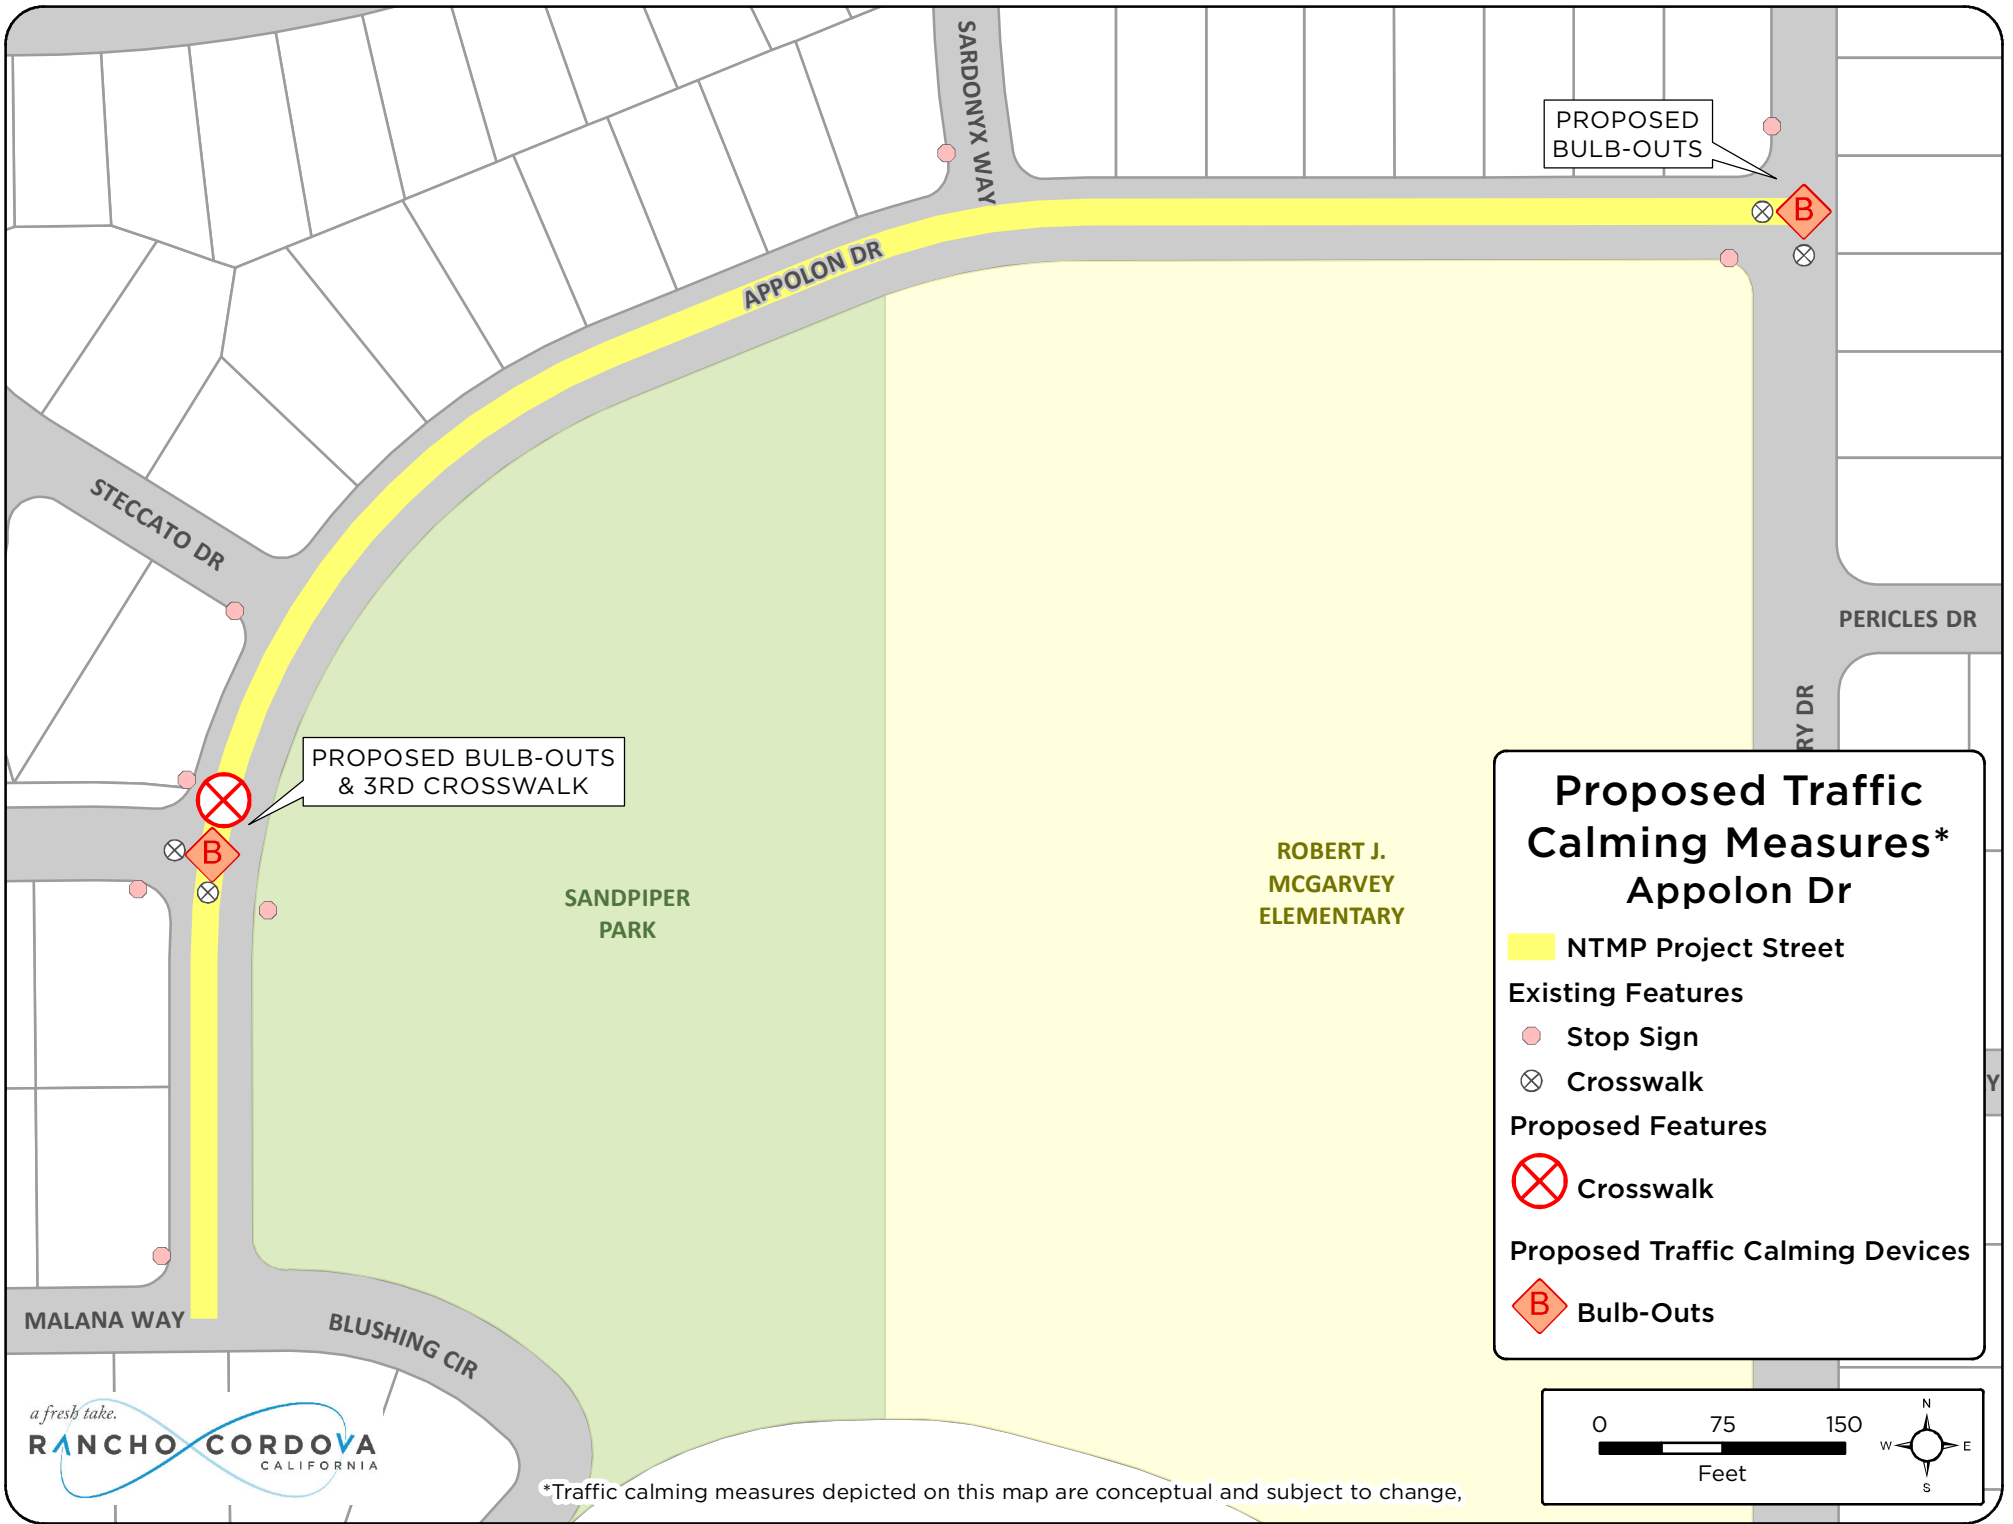 SARDONYX WAY
PROPOSED
BULB-OUTS
B
APPOLON DR
STECCATO DR
PERICLES DR
RY DR
PROPOSED BULB-OUTS
& 3RD CROSSWALK
B
SANDPIPER
PARK
ROBERT J.
MCGARVEY
ELEMENTARY
Proposed Traffic
Calming Measures*
Appolon Dr
NTMP Project Street
Existing Features
Stop Sign
Crosswalk
Proposed Features
Crosswalk
Proposed Traffic Calming Devices
B
Bulb-Outs
Y
MALANA WAY
BLUSHING CIR
a fresh take.
RANCHO CORDOVA
CALIFORNIA
0 75 150
Feet
N
W E
S
*Traffic calming measures depicted on this map are conceptual and subject to change,